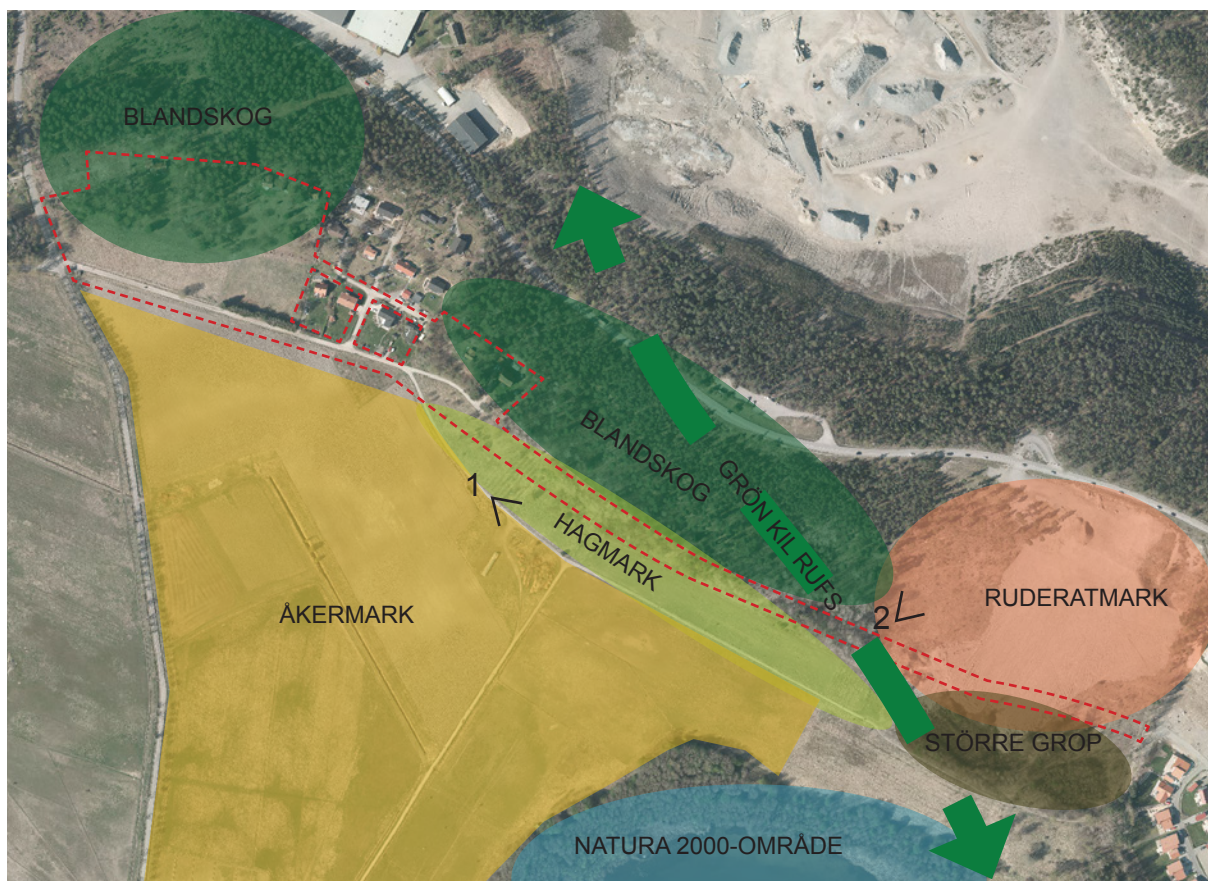 BLANDSKOG
BLANDSKOG
GRÖN KIL RUFS
1
HAGMARK
RUDERATMARK
ÅKERMARK
2
STÖRRE GROP
NATURA 2000-OMRÅDE